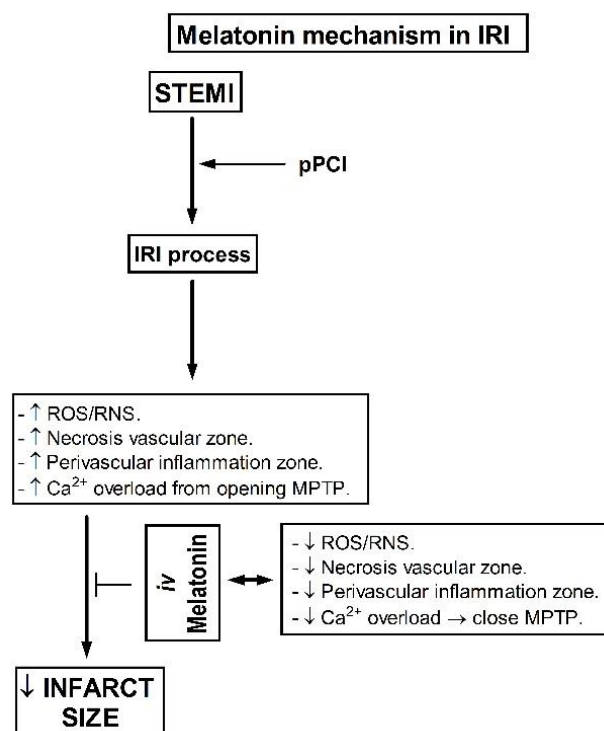 Melatonin mechanism in IRI
STEMI
pPCI
IRI process
- ↑ ROS/RNS.
- ↑ Necrosis vascular zone.
- ↑ Perivascular inflammation zone.
- ↑ Ca²⁺ overload from opening MPTP.
iv
Melatonin
- ↓ ROS/RNS.
- ↓ Necrosis vascular zone.
- ↓ Perivascular inflammation zone.
- ↓ Ca²⁺ overload → close MPTP.
↓ INFARCT
SIZE